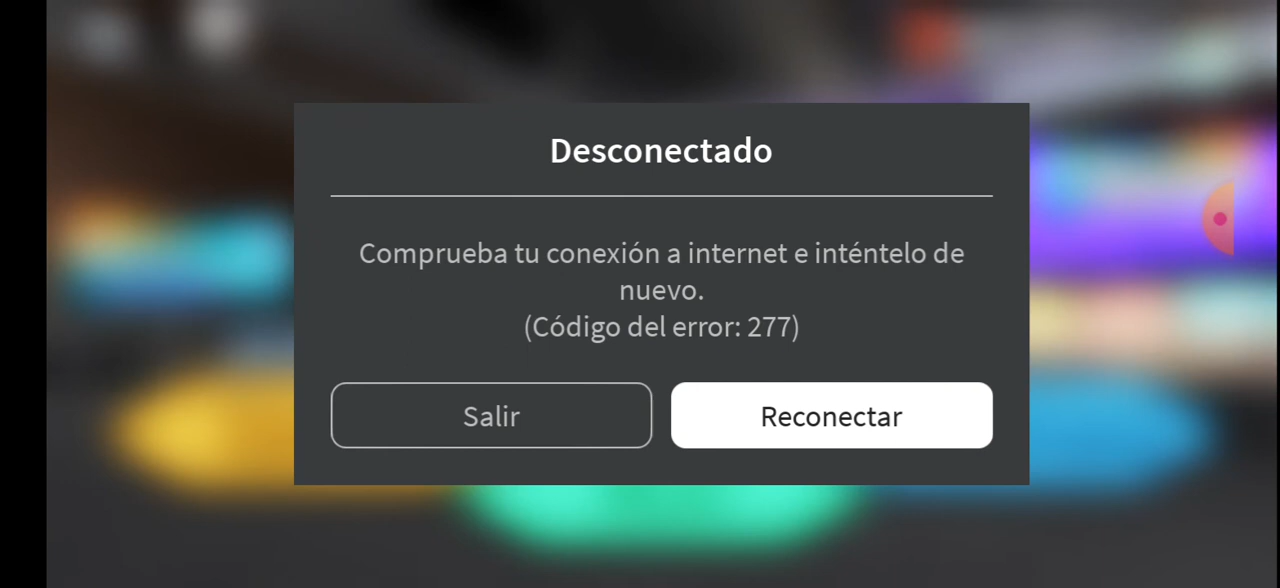 Desconectado
Comprueba tu conexión a internet e inténtelo de
nuevo.
(Código del error: 277)
Salir
Reconectar